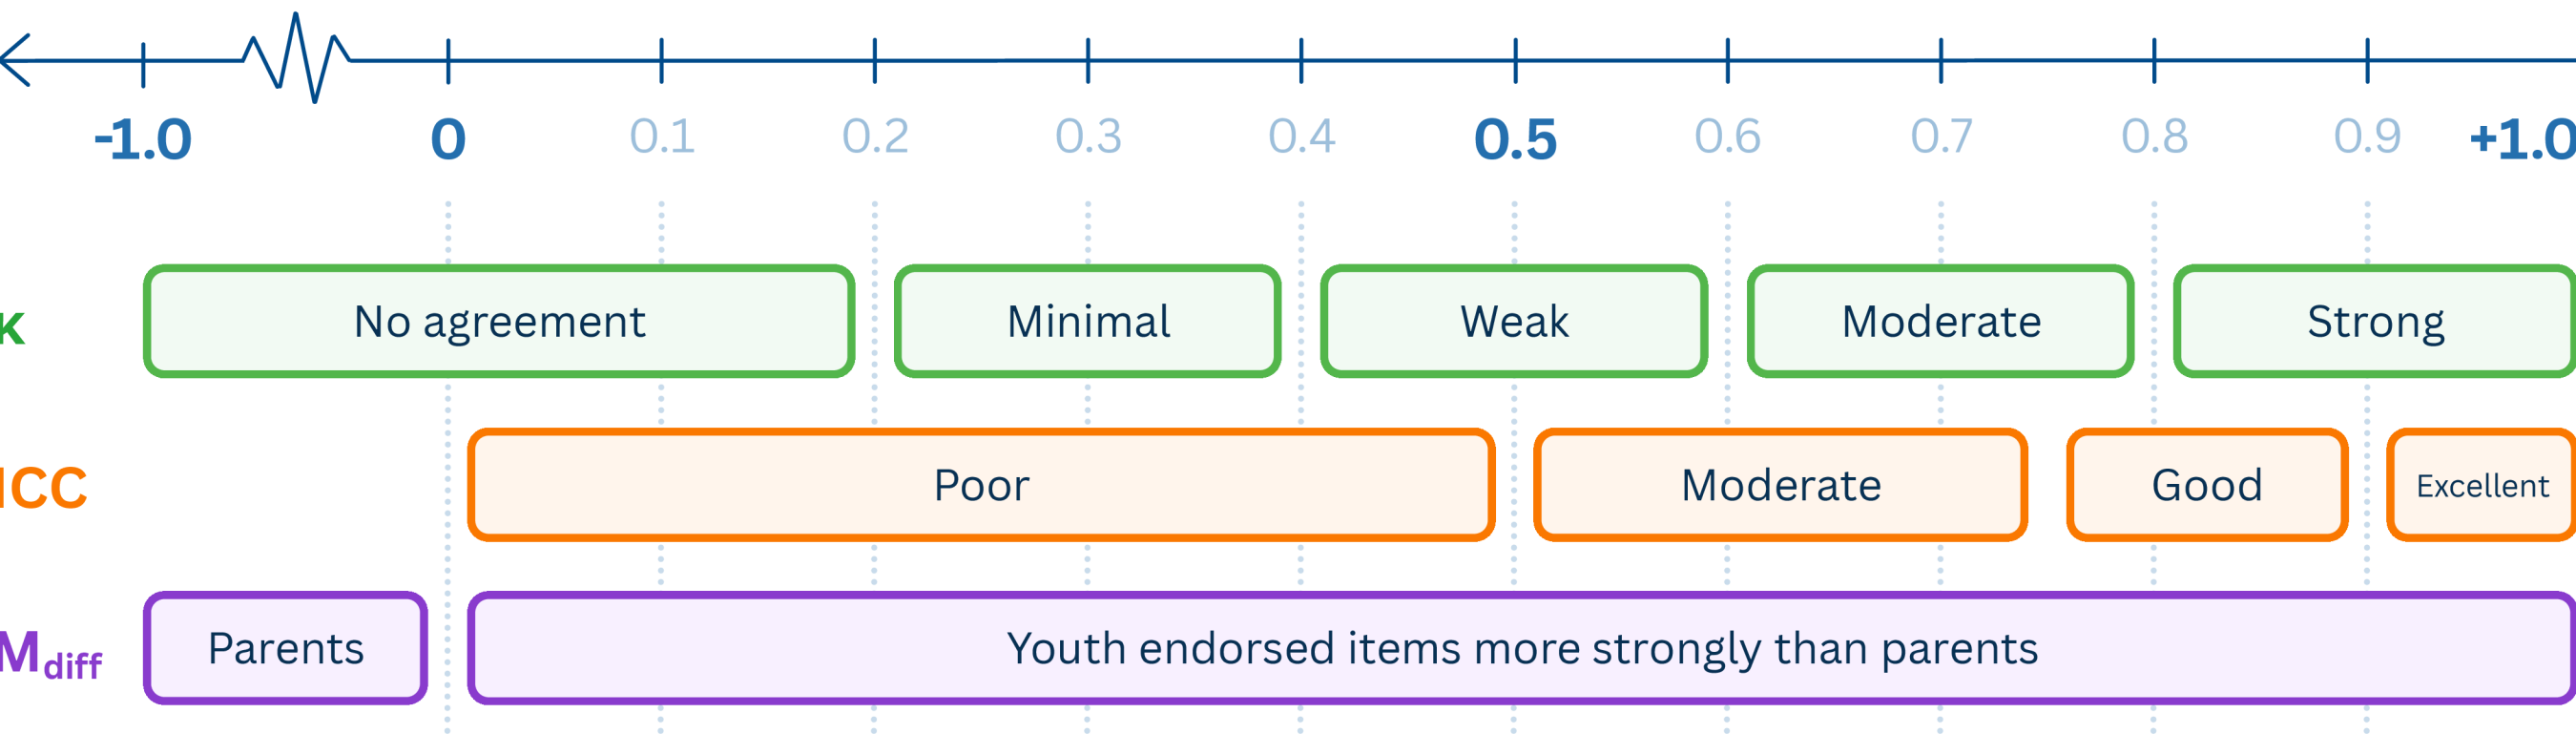 -1.0 0 0.1 0.2 0.3 0.4 0.5 0.6 0.7 0.8 0.9 +1.0
κ No agreement Minimal Weak Moderate Strong
ICC Poor Moderate Good Excellent
Mdiff Parents Youth endorsed items more strongly than parents